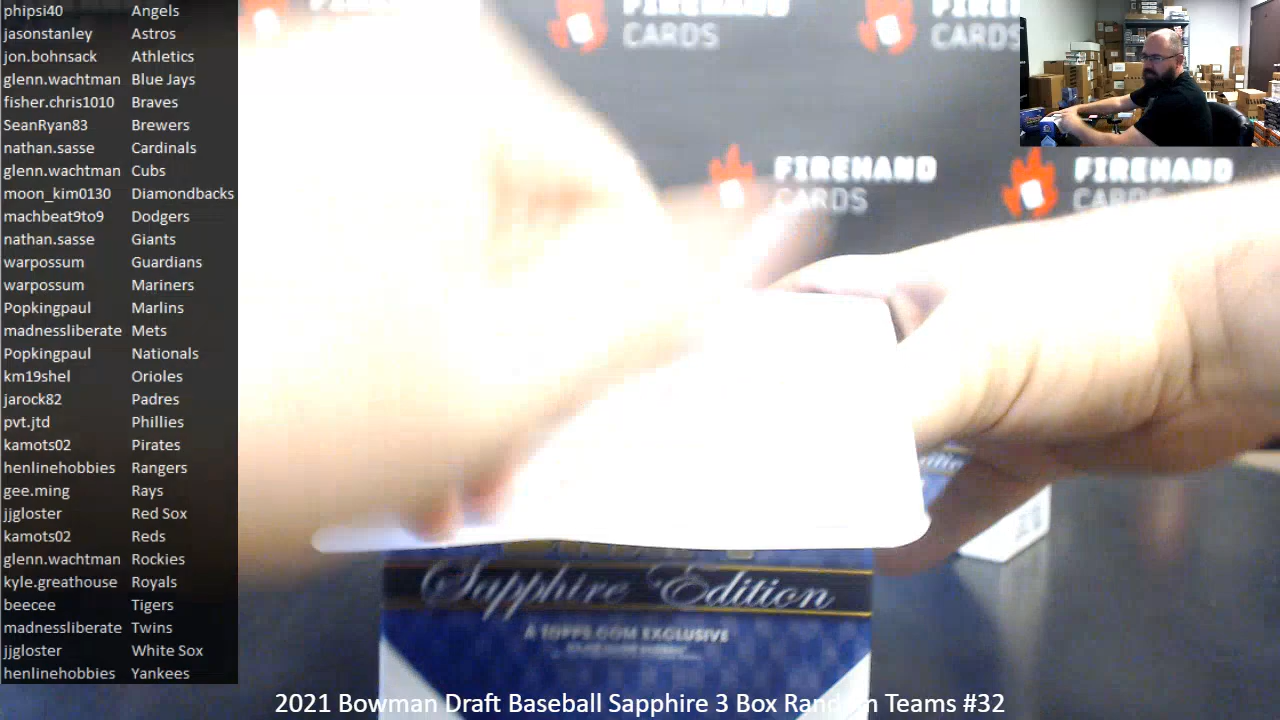 phipsi40 Angels
jasonstanley Astros
jon.bohnsack Athletics
glenn.wachtman Blue Jays
fisher.chris1010 Braves
SeanRyan83 Brewers
nathan.sasse Cardinals
glenn.wachtman Cubs
moon_kim0130 Diamondbacks
machbeat9to9 Dodgers
nathan.sasse Giants
warpossum Guardians
warpossum Mariners
Popkingpaul Marlins
madnessliberate Mets
Popkingpaul Nationals
km19shel Orioles
jarock82 Padres
pvt.jtd Phillies
kamots02 Pirates
henlinehobbies Rangers
gee.ming Rays
jjgloster Red Sox
kamots02 Reds
glenn.wachtman Rockies
kyle.greathouse Royals
beecee Tigers
madnessliberate Twins
jjgloster White Sox
henlinehobbies Yankees
FIREHAND
CARDS
FIREHAND
CARDS
FIREHAND
CARDS
Sapphire Edition
A TOPPS.COM EXCLUSIVE
2021 Bowman Draft Baseball Sapphire 3 Box Random Teams #32